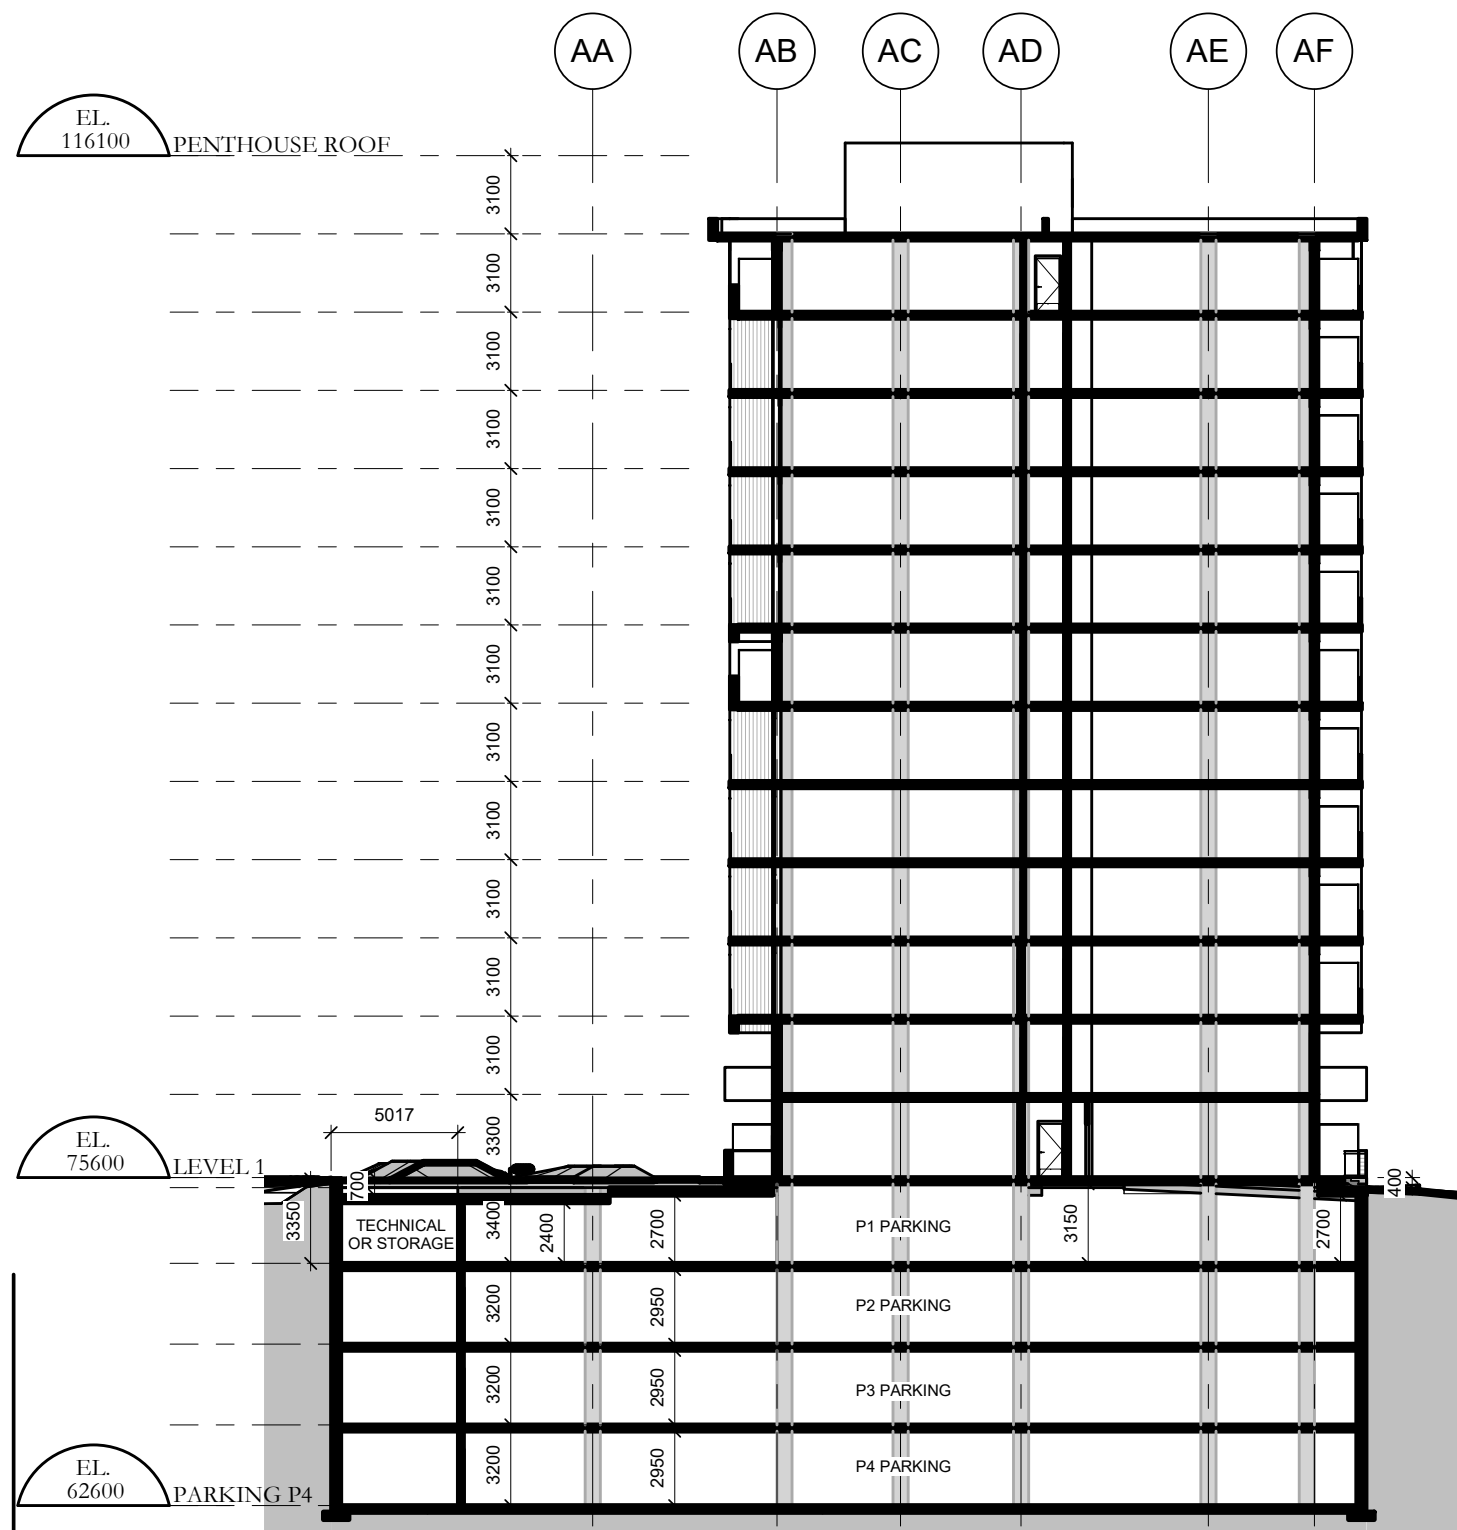 AA
AB
AC
AD
AE
AF
EL.
116100
PENTHOUSE ROOF
3100
3100
3100
3100
3100
3100
3100
3100
3100
3100
3100
3100
3300
5017
EL.
75600
LEVEL 1
700
400
3350
TECHNICAL
OR STORAGE
3400
2400
2700
P1 PARKING
3150
2700
3200
2950
P2 PARKING
3200
2950
P3 PARKING
3200
2950
P4 PARKING
EL.
62600
PARKING P4